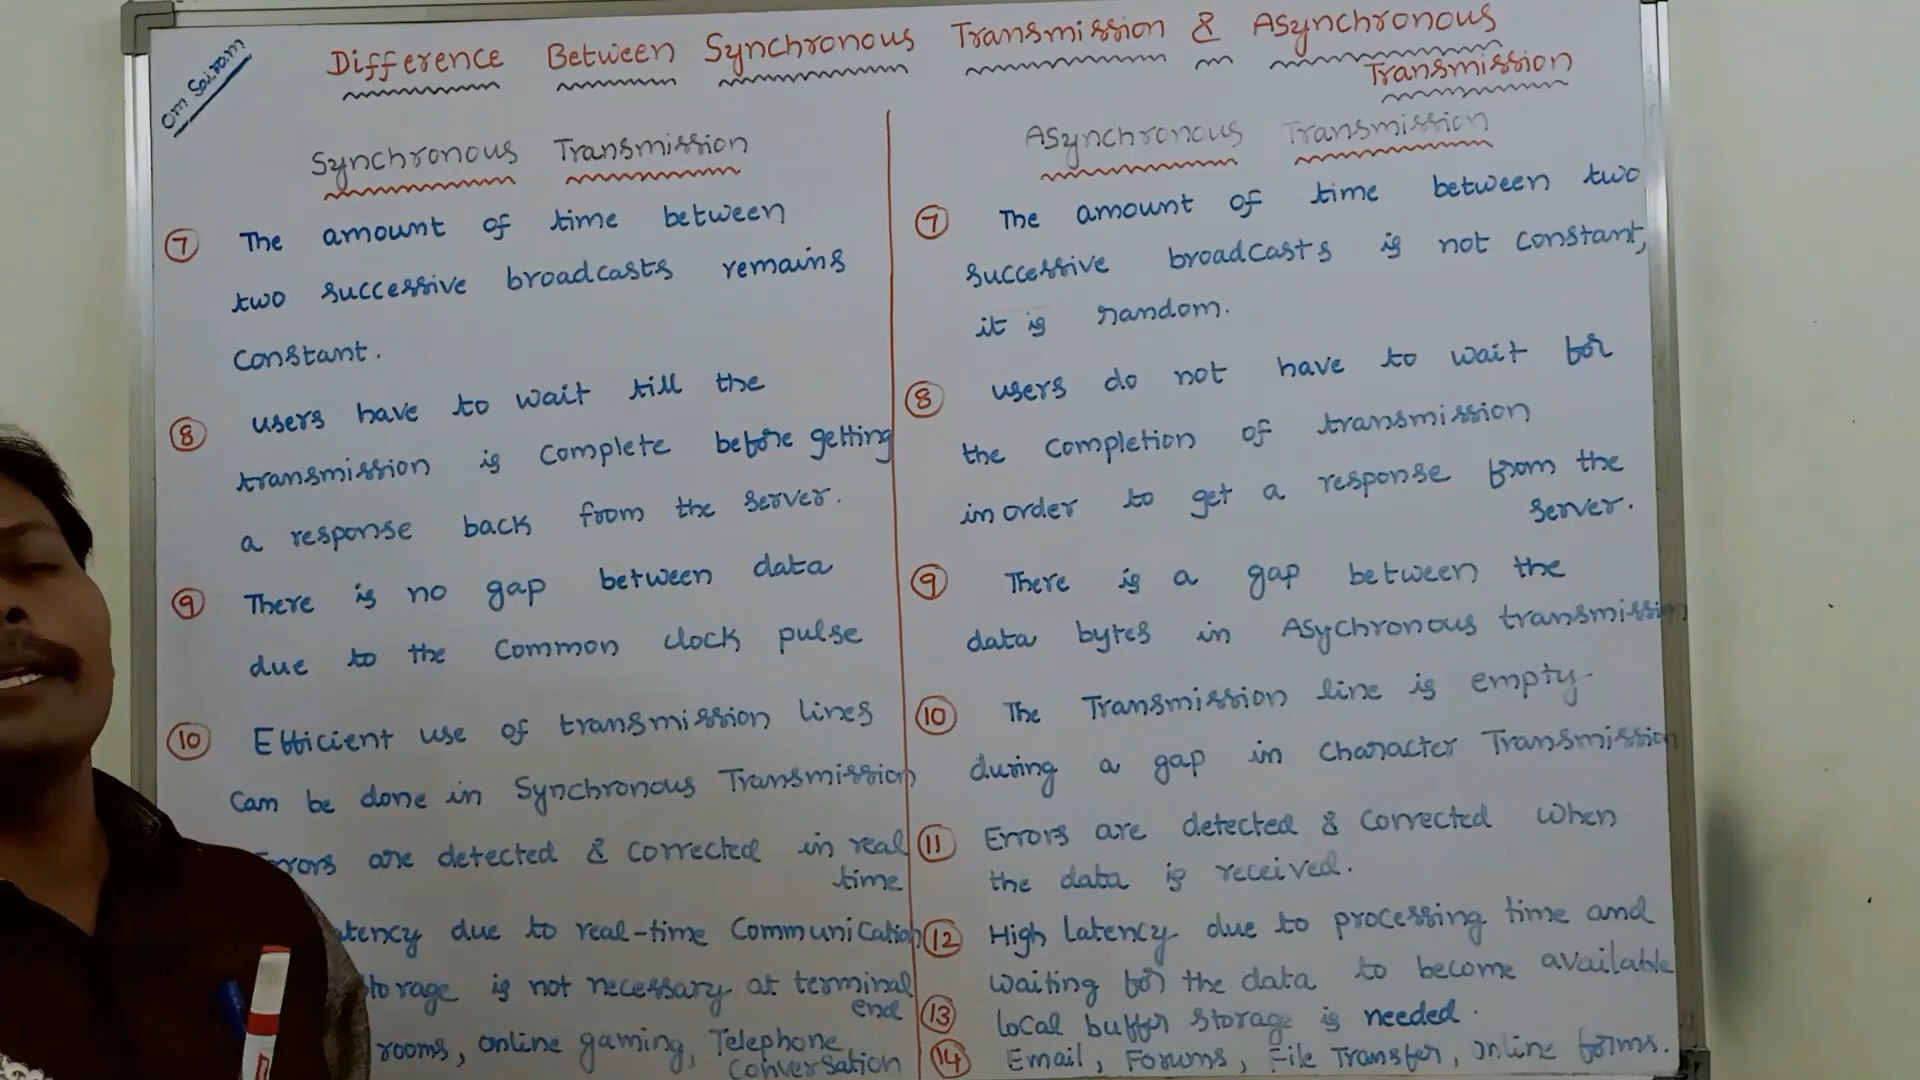 Om Sairam
Difference Between Synchronous Transmission & Asynchronous
Transmission
Synchronous Transmission
⑦ The amount of time between
two successive broadcasts remains
constant.
⑧ users have to wait till the
transmission is complete before getting
a response back from the server.
⑨ There is no gap between data
due to the common clock pulse
⑩ Efficient use of transmission lines
can be done in Synchronous Transmission
Errors are detected & corrected in real
time
latency due to real-time communication
storage is not necessary at terminal
end
rooms, online gaming, Telephone
conversation
Asynchronous Transmission
⑦ The amount of time between two
successive broadcasts is not constant,
it is random.
⑧ users do not have to wait for
the completion of transmission
in order to get a response from the
server.
⑨ There is a gap between the
data bytes in Asychronous transmission
⑩ The Transmission line is empty
during a gap in character Transmission
⑪ Errors are detected & corrected when
the data is received.
⑫ High latency due to processing time and
waiting for the data to become available
⑬ local buffer storage is needed.
⑭ Email, Forums, File Transfer, online forms.